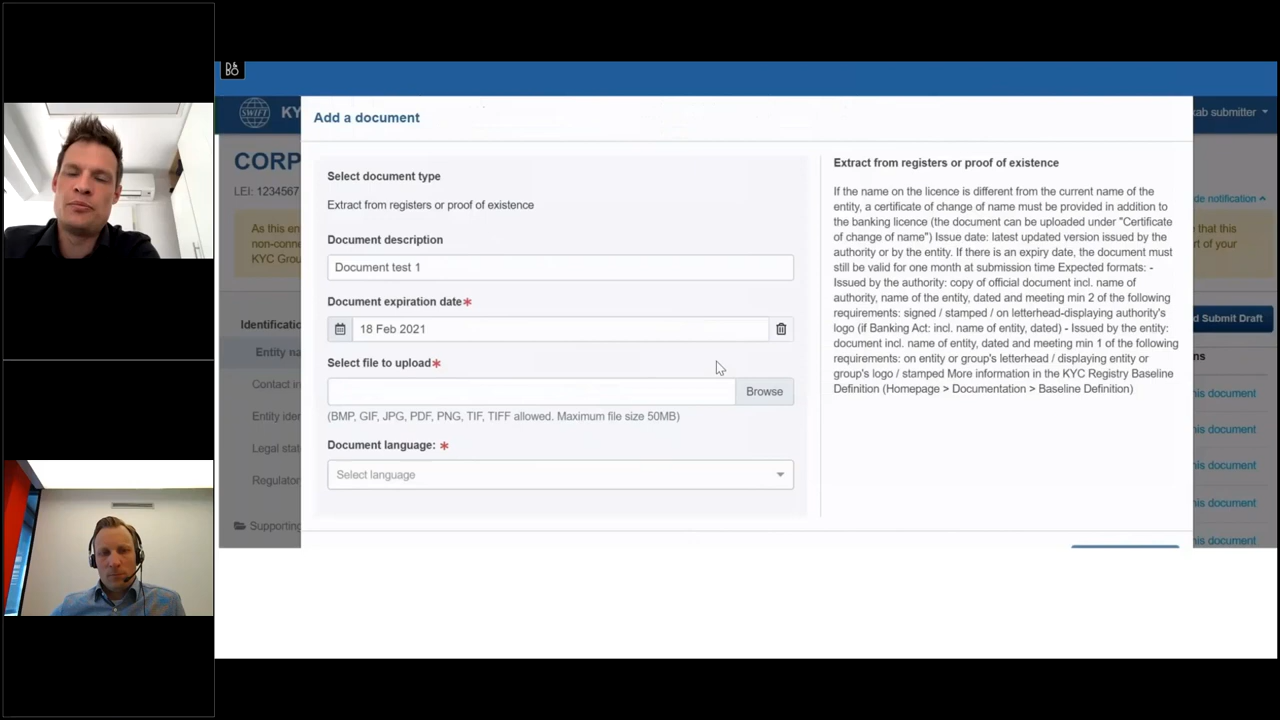 SWIFT
KY
kab submitter
CORP
LEI: 1234567
As this en
non-conne
KYC Grou
de notification
e that this
rt of your
Identificatio
Entity na
Contact in
Entity iden
Legal stat
Regulator
Supporting
d Submit Draft
ns
his document
his document
his document
his document
his document
Add a document
Select document type
Extract from registers or proof of existence
Document description
Document test 1
Document expiration date*
18 Feb 2021
Select file to upload*
Browse
(BMP, GIF, JPG, PDF, PNG, TIF, TIFF allowed. Maximum file size 50MB)
Document language: *
Select language
Extract from registers or proof of existence
If the name on the licence is different from the current name of the
entity, a certificate of change of name must be provided in addition to
the banking licence (the document can be uploaded under "Certificate
of change of name") Issue date: latest updated version issued by the
authority or by the entity. If there is an expiry date, the document must
still be valid for one month at submission time Expected formats: -
Issued by the authority: copy of official document incl. name of
authority, name of the entity, dated and meeting min 2 of the following
requirements: signed / stamped / on letterhead-displaying authority's
logo (if Banking Act: incl. name of entity, dated) - Issued by the entity:
document incl. name of entity, dated and meeting min 1 of the following
requirements: on entity or group's letterhead / displaying entity or
group's logo / stamped More information in the KYC Registry Baseline
Definition (Homepage > Documentation > Baseline Definition)